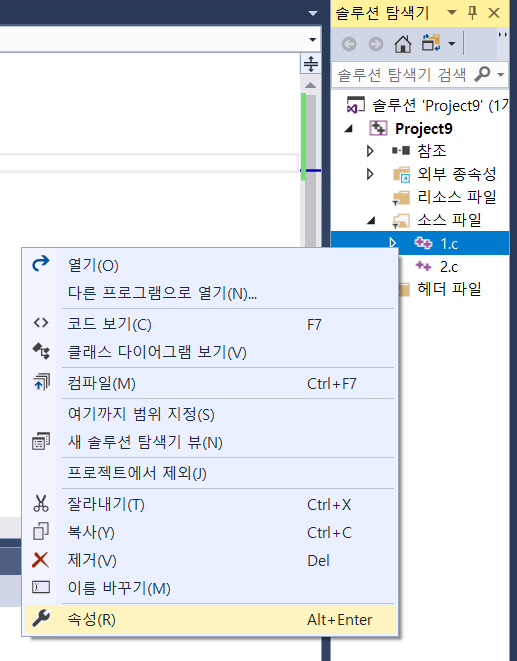 솔루션 탐색기
솔루션 탐색기 검색
솔루션 'Project9' (1개
Project9
참조
외부 종속성
리소스 파일
소스 파일
1.c
2.c
헤더 파일
열기(O)
다른 프로그램으로 열기(N)...
코드 보기(C) F7
클래스 다이어그램 보기(V)
컴파일(M) Ctrl+F7
여기까지 범위 지정(S)
새 솔루션 탐색기 뷰(N)
프로젝트에서 제외(J)
잘라내기(T) Ctrl+X
복사(Y) Ctrl+C
제거(V) Del
이름 바꾸기(M)
속성(R) Alt+Enter